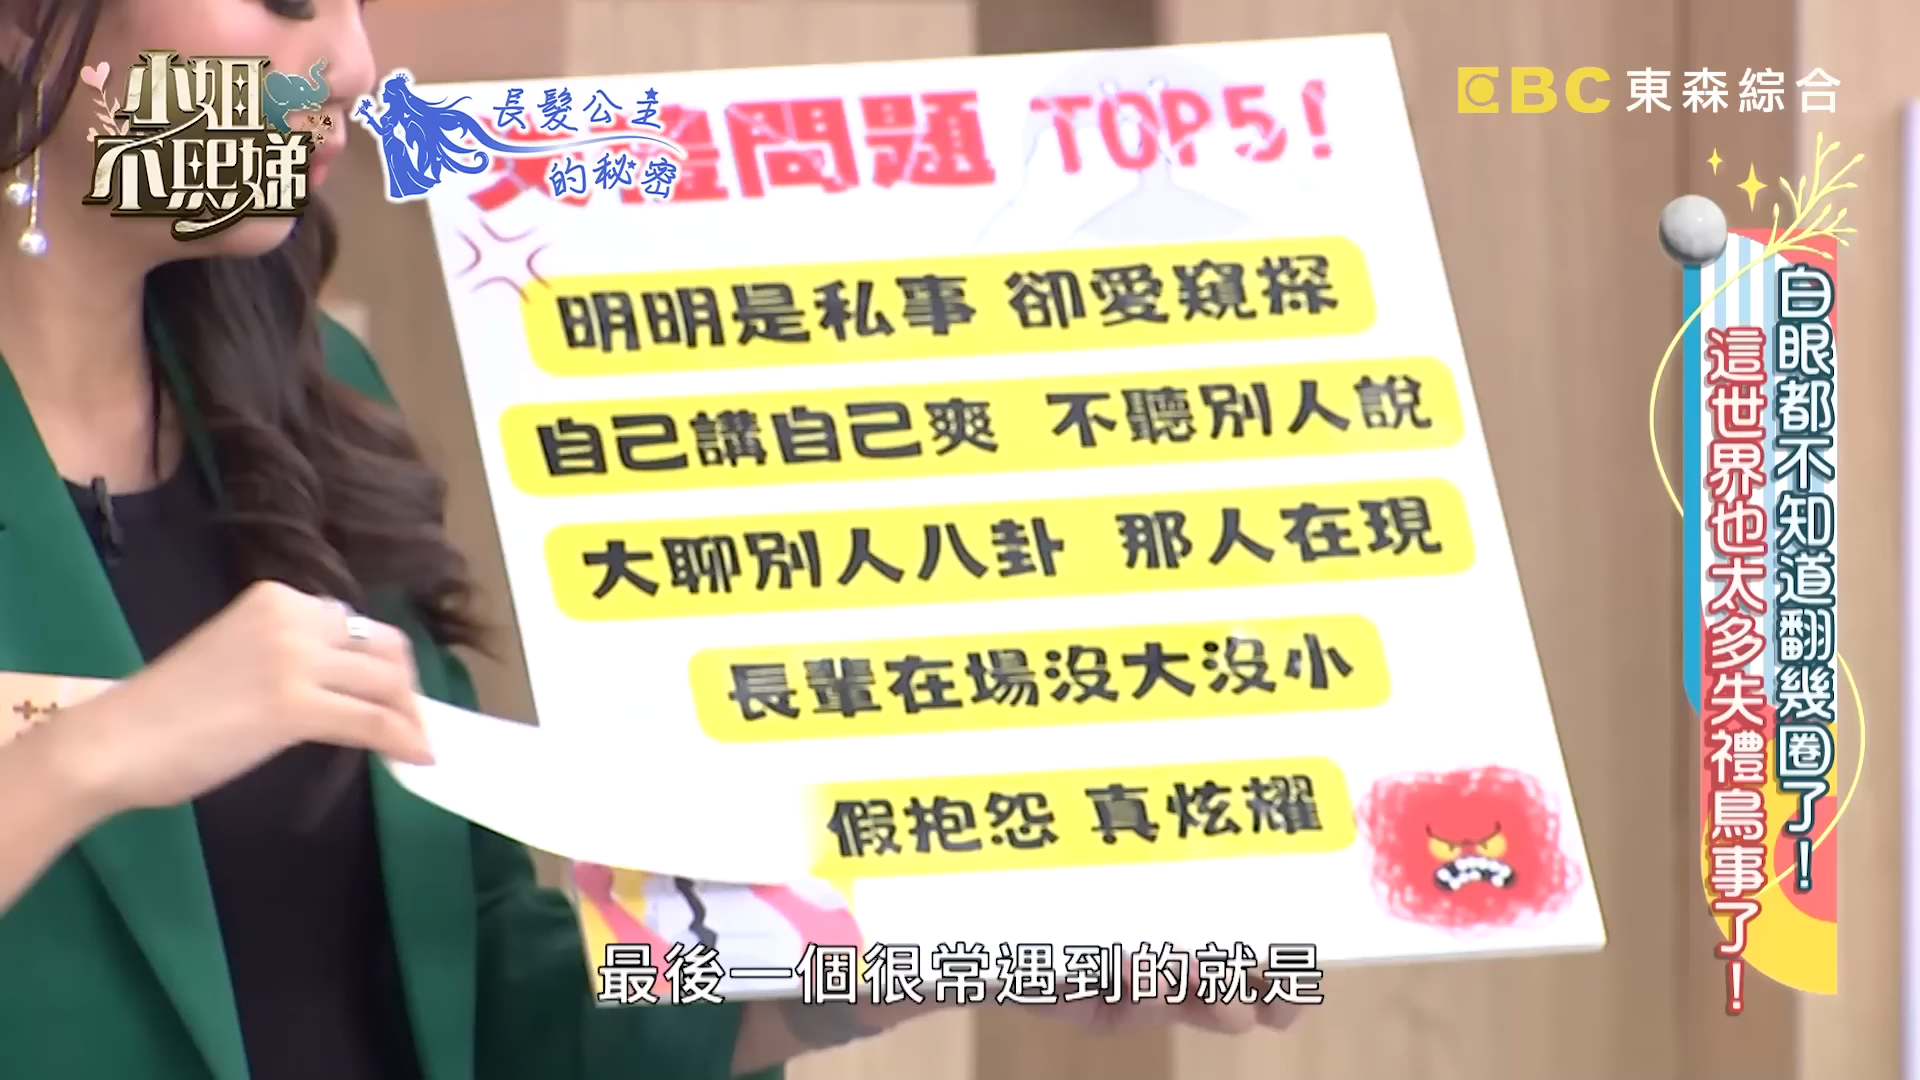 小姐
不熙娣
長髮公主
的秘密
EBC 東森綜合
失禮問題 TOP5!
明明是私事 卻愛窺探
自己講自己爽 不聽別人說
大聊別人八卦 那人在現
長輩在場沒大沒小
假抱怨 真炫耀
白眼都不知道翻幾圈了!
這世界也太多失禮鳥事了!
最後一個很常遇到的就是